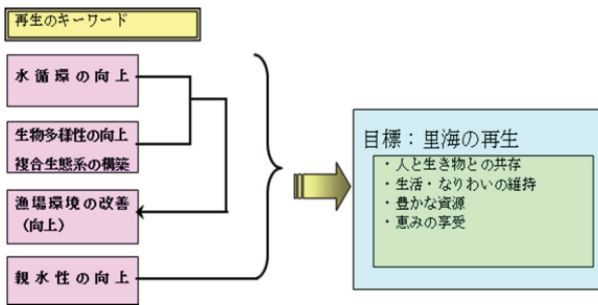 再生のキーワード
水循環の向上
生物多様性の向上
複合生態系の構築
漁場環境の改善
(向上)
親水性の向上
目標：里海の再生
・人と生き物との共存
・生活・なりわいの維持
・豊かな資源
・恵みの享受